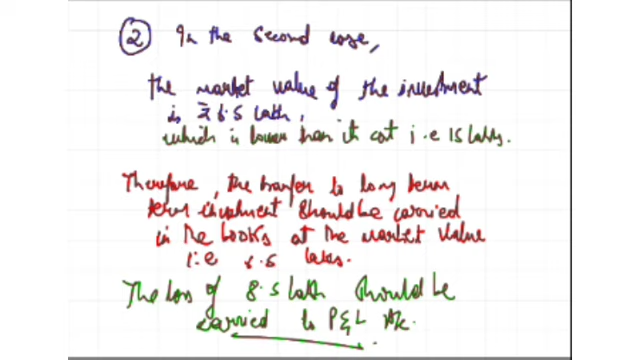 ② In the Second case,
the market value of the investment
is ₹ 6.5 lakh,
which is lower than it cost i.e 15 lakhs.
Therefore, the transfer to long term
term investment should be carried
in the books at the market value
i.e 6.5 lakhs.
The loss of 8.5 lakh should be
carried to P&L A/c.